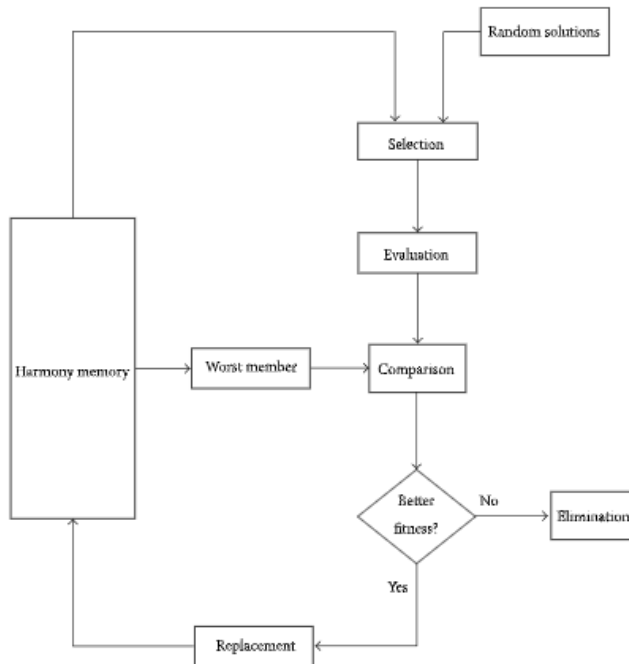 Random solutions
Selection
Evaluation
Harmony memory
Worst member
Comparison
Better
fitness?
No
Elimination
Yes
Replacement